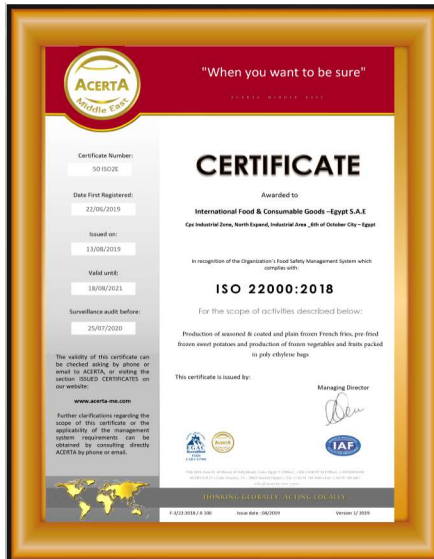 ACERTA
Middle East
"When you want to be sure"
ACERTA MIDDLE EAST
Certificate Number:
50 ISO2E
Date First Registered:
22/06/2019
Issued on:
13/08/2019
Valid until:
18/08/2021
Surveillance audit before:
25/07/2020
The validity of this certificate can
be checked asking by phone or
email to ACERTA, or visiting the
section ISSUED CERTIFICATES on
our website:
www.acerta-me.com
Further clarifications regarding the
scope of this certificate or the
applicability of the management
system requirements can be
obtained by consulting directly
ACERTA by phone or email.
CERTIFICATE
Awarded to
International Food & Consumable Goods –Egypt S.A.E
Cpc Industrial Zone, North Expand, Industrial Area _6th of October City – Egypt
In recognition of the Organization's Food Safety Management System which
complies with:
ISO 22000:2018
For the scope of activities described below:
Production of seasoned & coated and plain frozen French fries, pre-fried
frozen sweet potatoes and production of frozen vegetables and fruits packed
in poly ethylene bags
This certificate is issued by:
Managing Director
EGAC
ACERTA
IAF
THINKING GLOBALLY, ACTING LOCALLY
F-3/22-2018 / A 100
Issue date : 04/2019
Version 1/ 2019